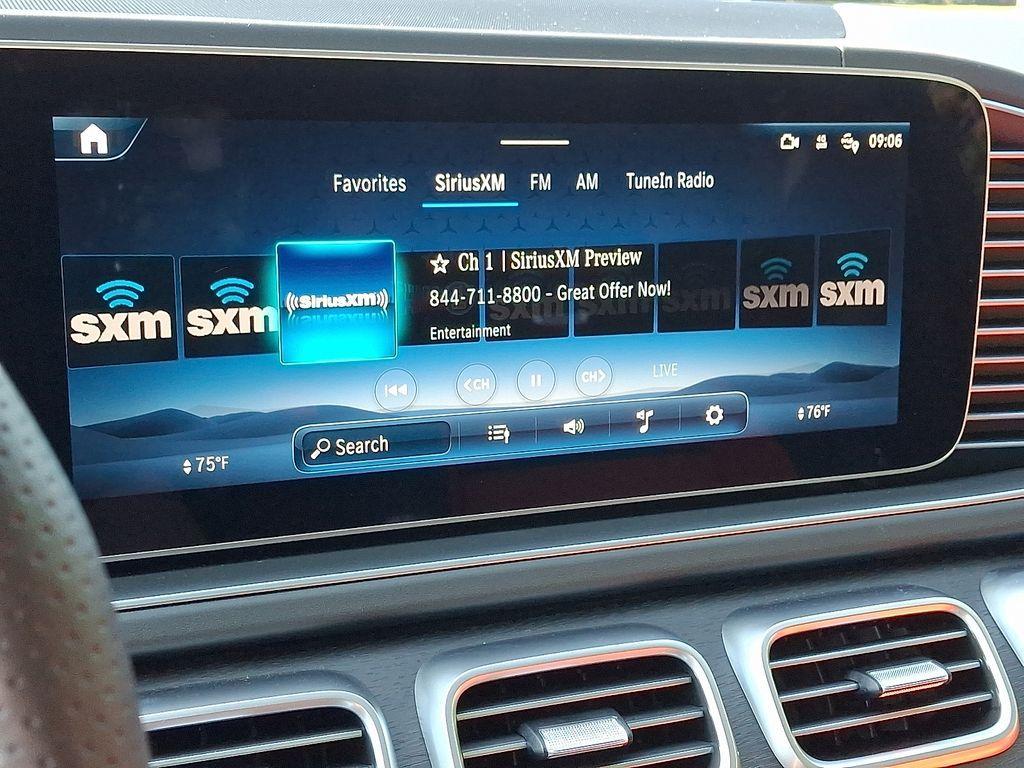 4G
09:06
Favorites SiriusXM FM AM TuneIn Radio
sxm
sxm
((SiriusXM))
Ch 1 | SiriusXM Preview
844-711-8800 - Great Offer Now!
Entertainment
sxm
sxm
<CH
CH>
LIVE
75°F
Search
76°F